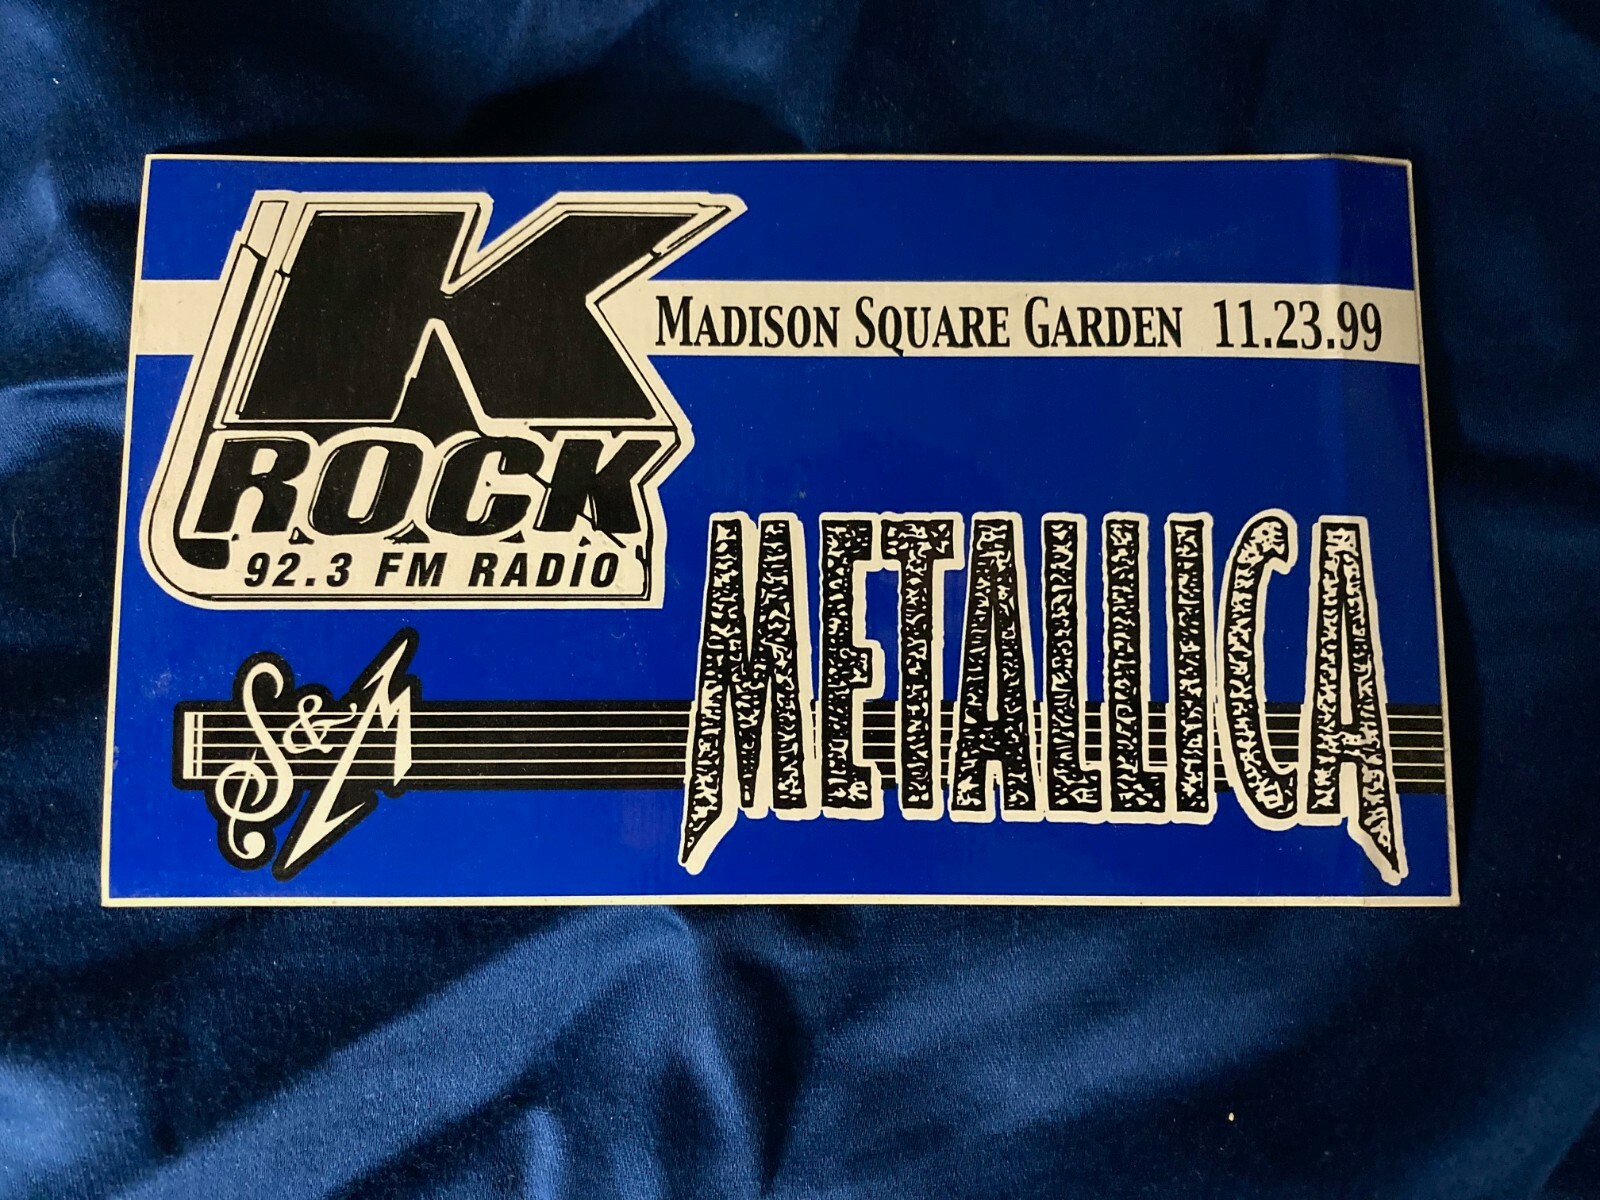 K
ROCK
92.3 FM RADIO
MADISON SQUARE GARDEN 11.23.99
S&M
METALLICA